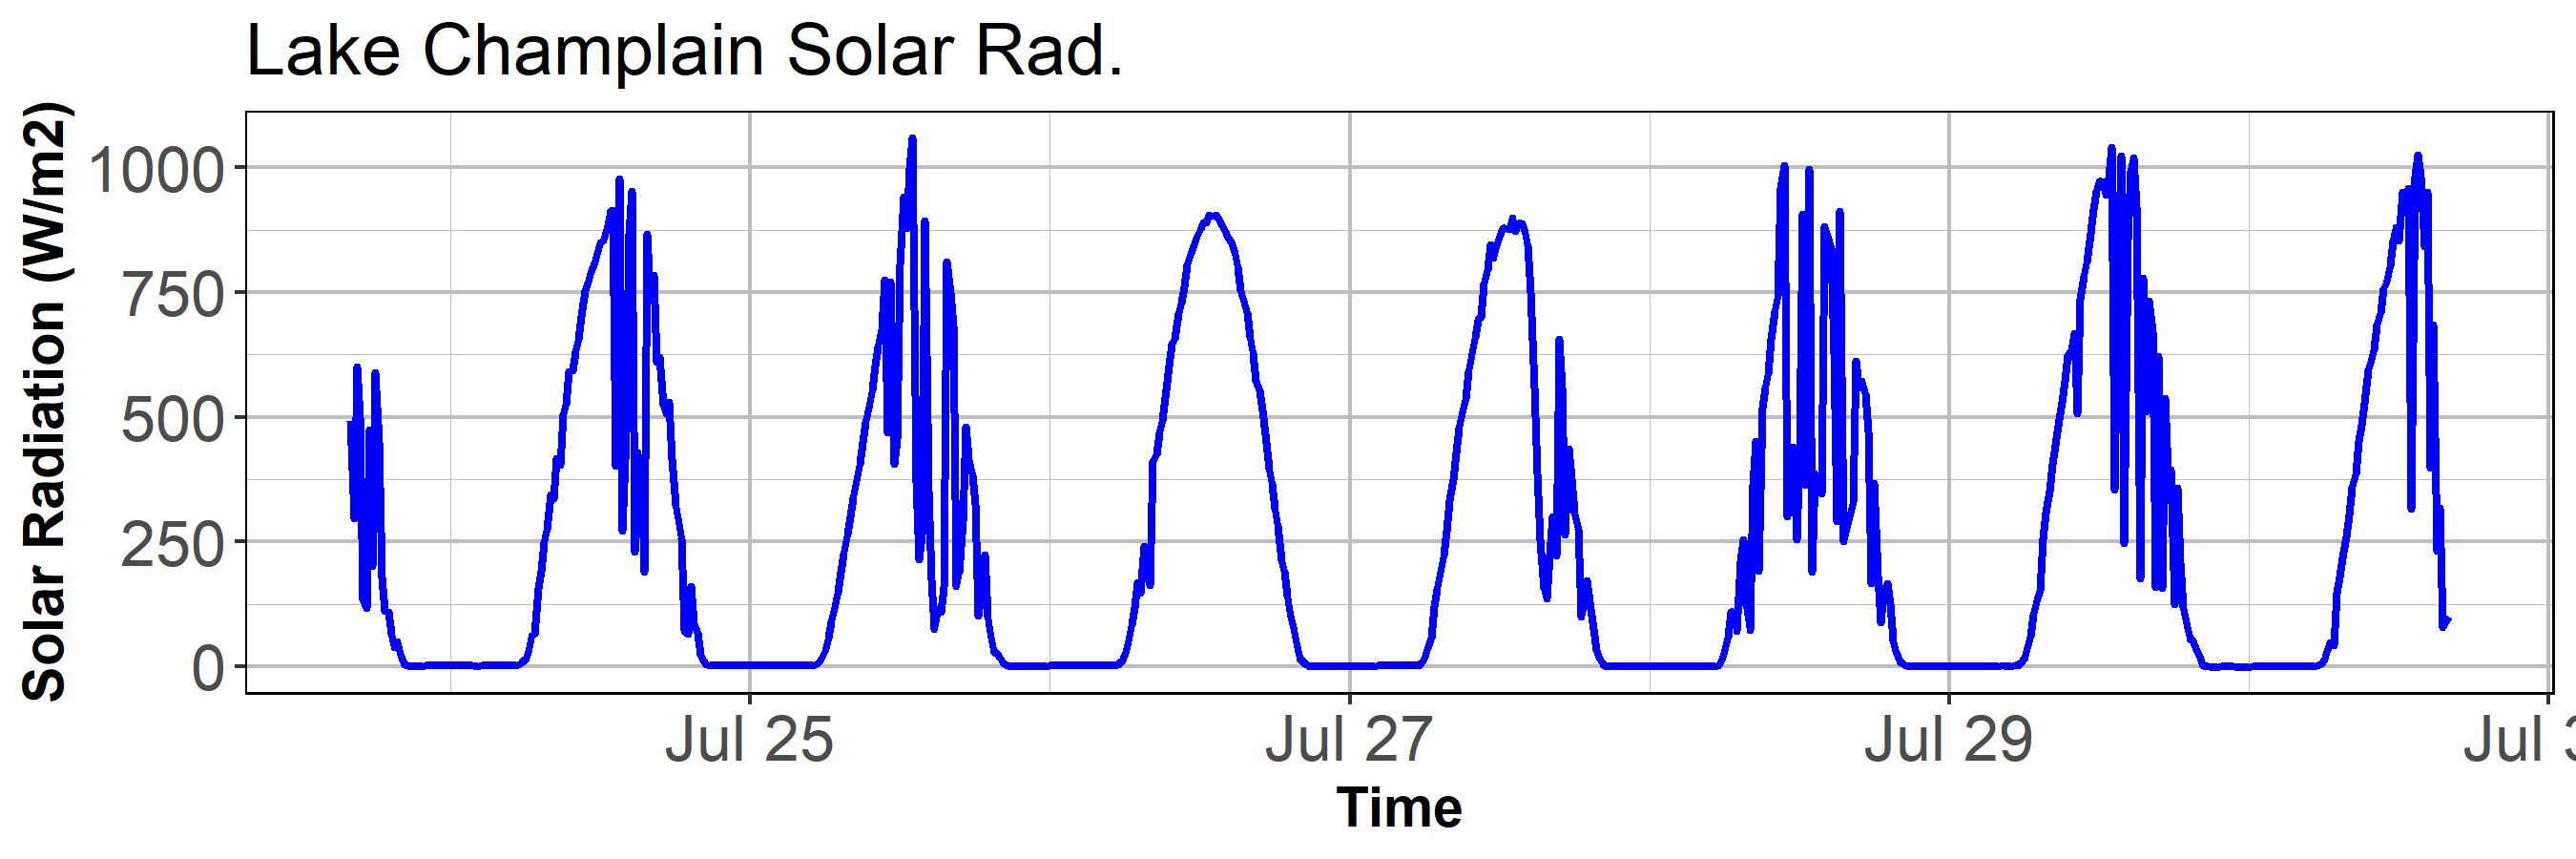 Lake Champlain Solar Rad.
Solar Radiation (W/m2)
1000
750
500
250
0
Jul 25 Jul 27 Jul 29 Jul
Time